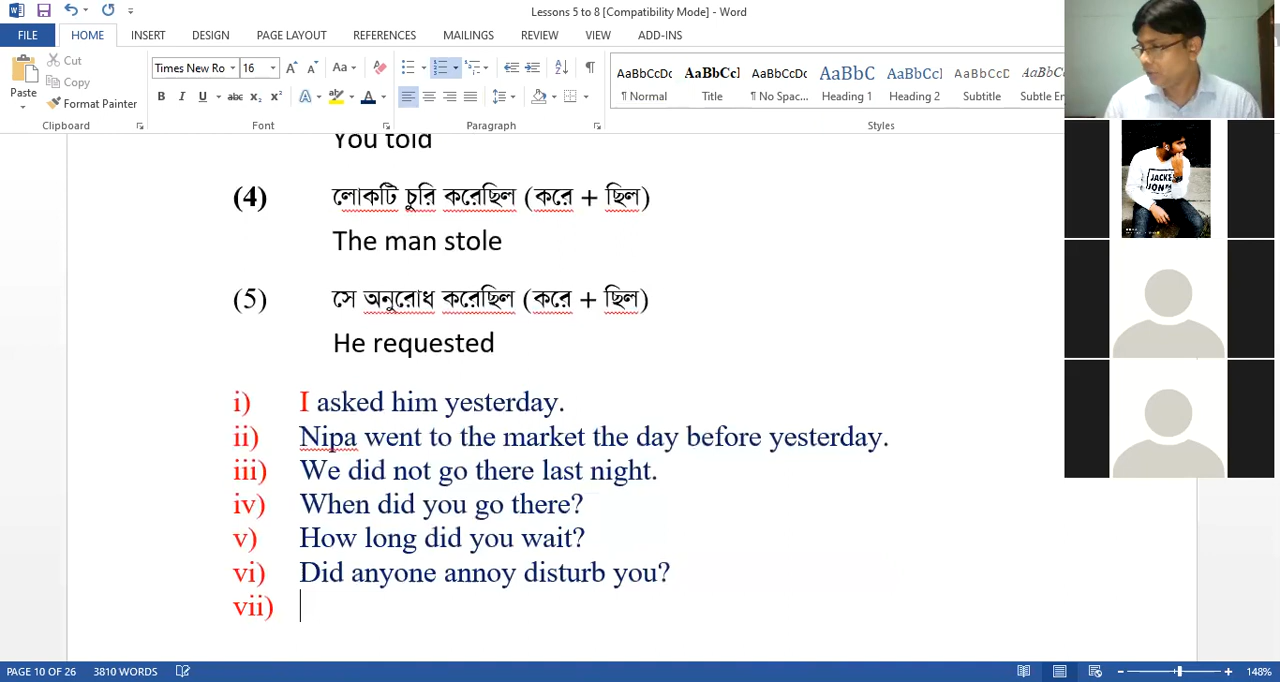 Lessons 5 to 8 [Compatibility Mode] - Word
FILE HOME INSERT DESIGN PAGE LAYOUT REFERENCES MAILINGS REVIEW VIEW ADD-INS
Paste
Cut
Copy
Format Painter
Clipboard
Times New Ro 16
Font
Paragraph
AaBbCcDc AaBbCcI AaBbCcDc AaBbC AaBbCcI AaBbCcD AaBbCcD
¶ Normal Title ¶ No Spac... Heading 1 Heading 2 Subtitle Subtle Em
Styles
You told
(4) লোকটি চুরি করেছিল (করে + ছিল)
The man stole
(5) সে অনুরোধ করেছিল (করে + ছিল)
He requested
i) I asked him yesterday.
ii) Nipa went to the market the day before yesterday.
iii) We did not go there last night.
iv) When did you go there?
v) How long did you wait?
vi) Did anyone annoy disturb you?
vii)
PAGE 10 OF 26 3810 WORDS 148%